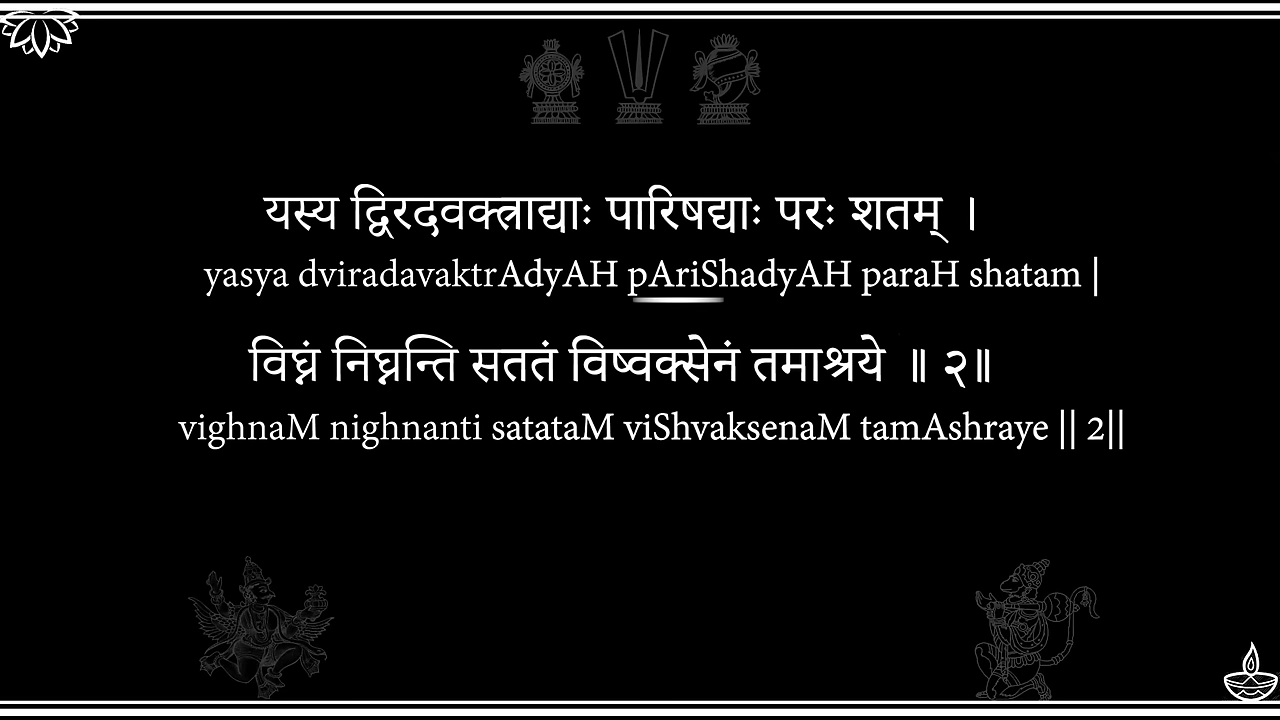 यस्य द्विरदवक्त्राद्याः पारिषद्याः परः शतम् ।
yasya dviradavaktrAdyAH pAriShadyAH paraH shatam |
विघ्नं निघ्नन्ति सततं विष्वक्सेनं तमाश्रये ॥ २॥
vighnaM nighnanti satataM viShvaksenaM tamAshraye || 2||